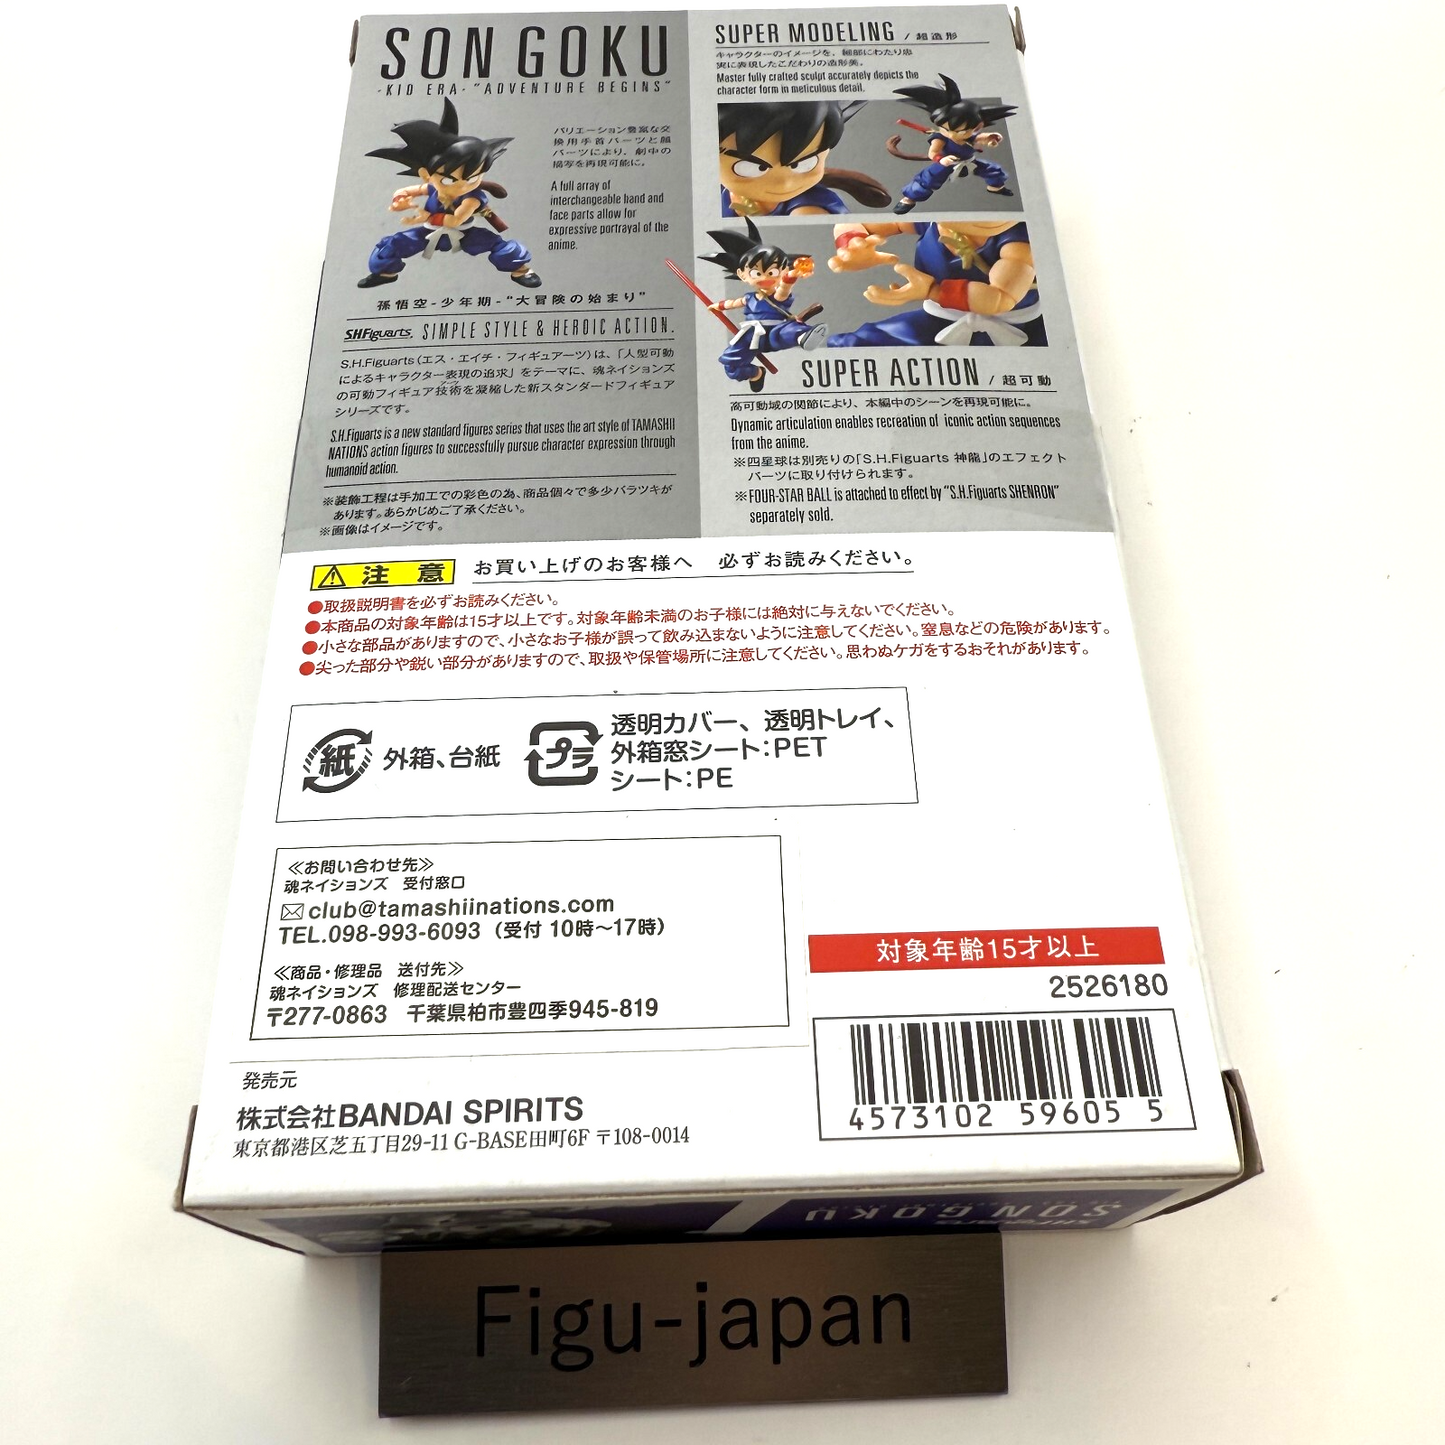 SON GOKU
-KID ERA- "ADVENTURE BEGINS"
バリエーション豊富な交
換用手首パーツと顔
パーツにより、劇中の
描写を再現可能に。
A full array of
interchangeable hand and
face parts allow for
expressive portrayal of the
anime.
孫悟空-少年期-"大冒険の始まり"
S.H.Figuarts. SIMPLE STYLE & HEROIC ACTION.
S.H.Figuarts(エス・エイチ・フィギュアーツ)は、「人型可動
によるキャラクター表現の追求」をテーマに、魂ネイションズ
の可動フィギュア技術を凝縮した新スタンダードフィギュア
アーツ
シリーズです。
S.H.Figuarts is a new standard figures series that uses the art style of TAMASHII
NATIONS action figures to successfully pursue character expression through
humanoid action.
※装飾工程は手加工での彩色の為、商品個々で多少バラツキが
あります。あらかじめご了承ください。
※画像はイメージです。
SUPER MODELING / 超造形
キャラクターのイメージを、細部にわたり忠
実に表現したこだわりの造形美。
Master fully crafted sculpt accurately depicts the
character form in meticulous detail.
SUPER ACTION / 超可動
高可動域の関節により、本編中のシーンを再現可能に。
Dynamic articulation enables recreation of iconic action sequences
from the anime.
※四星球は別売りの「S.H.Figuarts 神龍」のエフェクト
パーツに取り付けられます。
※FOUR-STAR BALL is attached to effect by "S.H.Figuarts SHENRON"
separately sold.
注意 お買い上げのお客様へ 必ずお読みください。
●取扱説明書を必ずお読みください。
●本商品の対象年齢は15才以上です。対象年齢未満のお子様には絶対に与えないでください。
●小さな部品がありますので、小さなお子様が誤って飲み込まないように注意してください。窒息などの危険があります。
●尖った部分や鋭い部分がありますので、取扱や保管場所に注意してください。思わぬケガをするおそれがあります。
紙 外箱、台紙
プラ 透明カバー、透明トレイ、
外箱窓シート:PET
シート:PE
≪お問い合わせ先≫
魂ネイションズ 受付窓口
club@tamashiinations.com
TEL.098-993-6093 (受付 10時~17時)
≪商品・修理品 送付先≫
魂ネイションズ 修理配送センター
〒277-0863 千葉県柏市豊四季945-819
対象年齢15才以上
2526180
4573102 59605 5
発売元
株式会社BANDAI SPIRITS
東京都港区芝五丁目29-11 G-BASE田町6F 〒108-0014
S.H.Figuarts
SON GOKU
Figu-japan